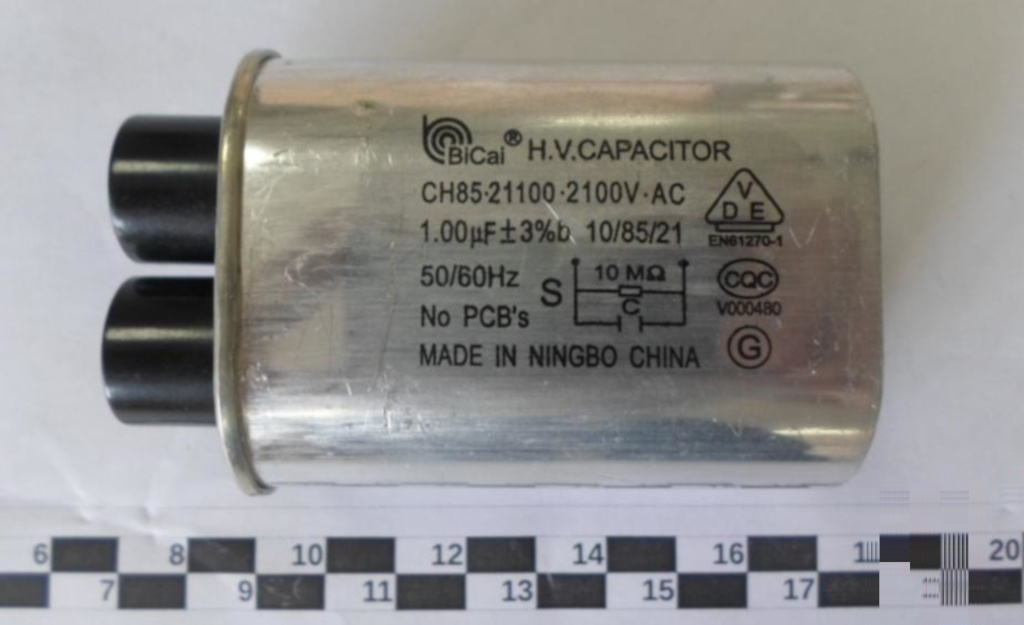 BiCai® H.V.CAPACITOR
CH85·21100·2100V·AC
1.00µF±3%b 10/85/21
50/60Hz
No PCB's
S
10 MΩ
C
MADE IN NINGBO CHINA
V
D E
EN61270-1
CQC
V000480
G
6 8 10 12 14 16 20
7 9 11 13 15 17